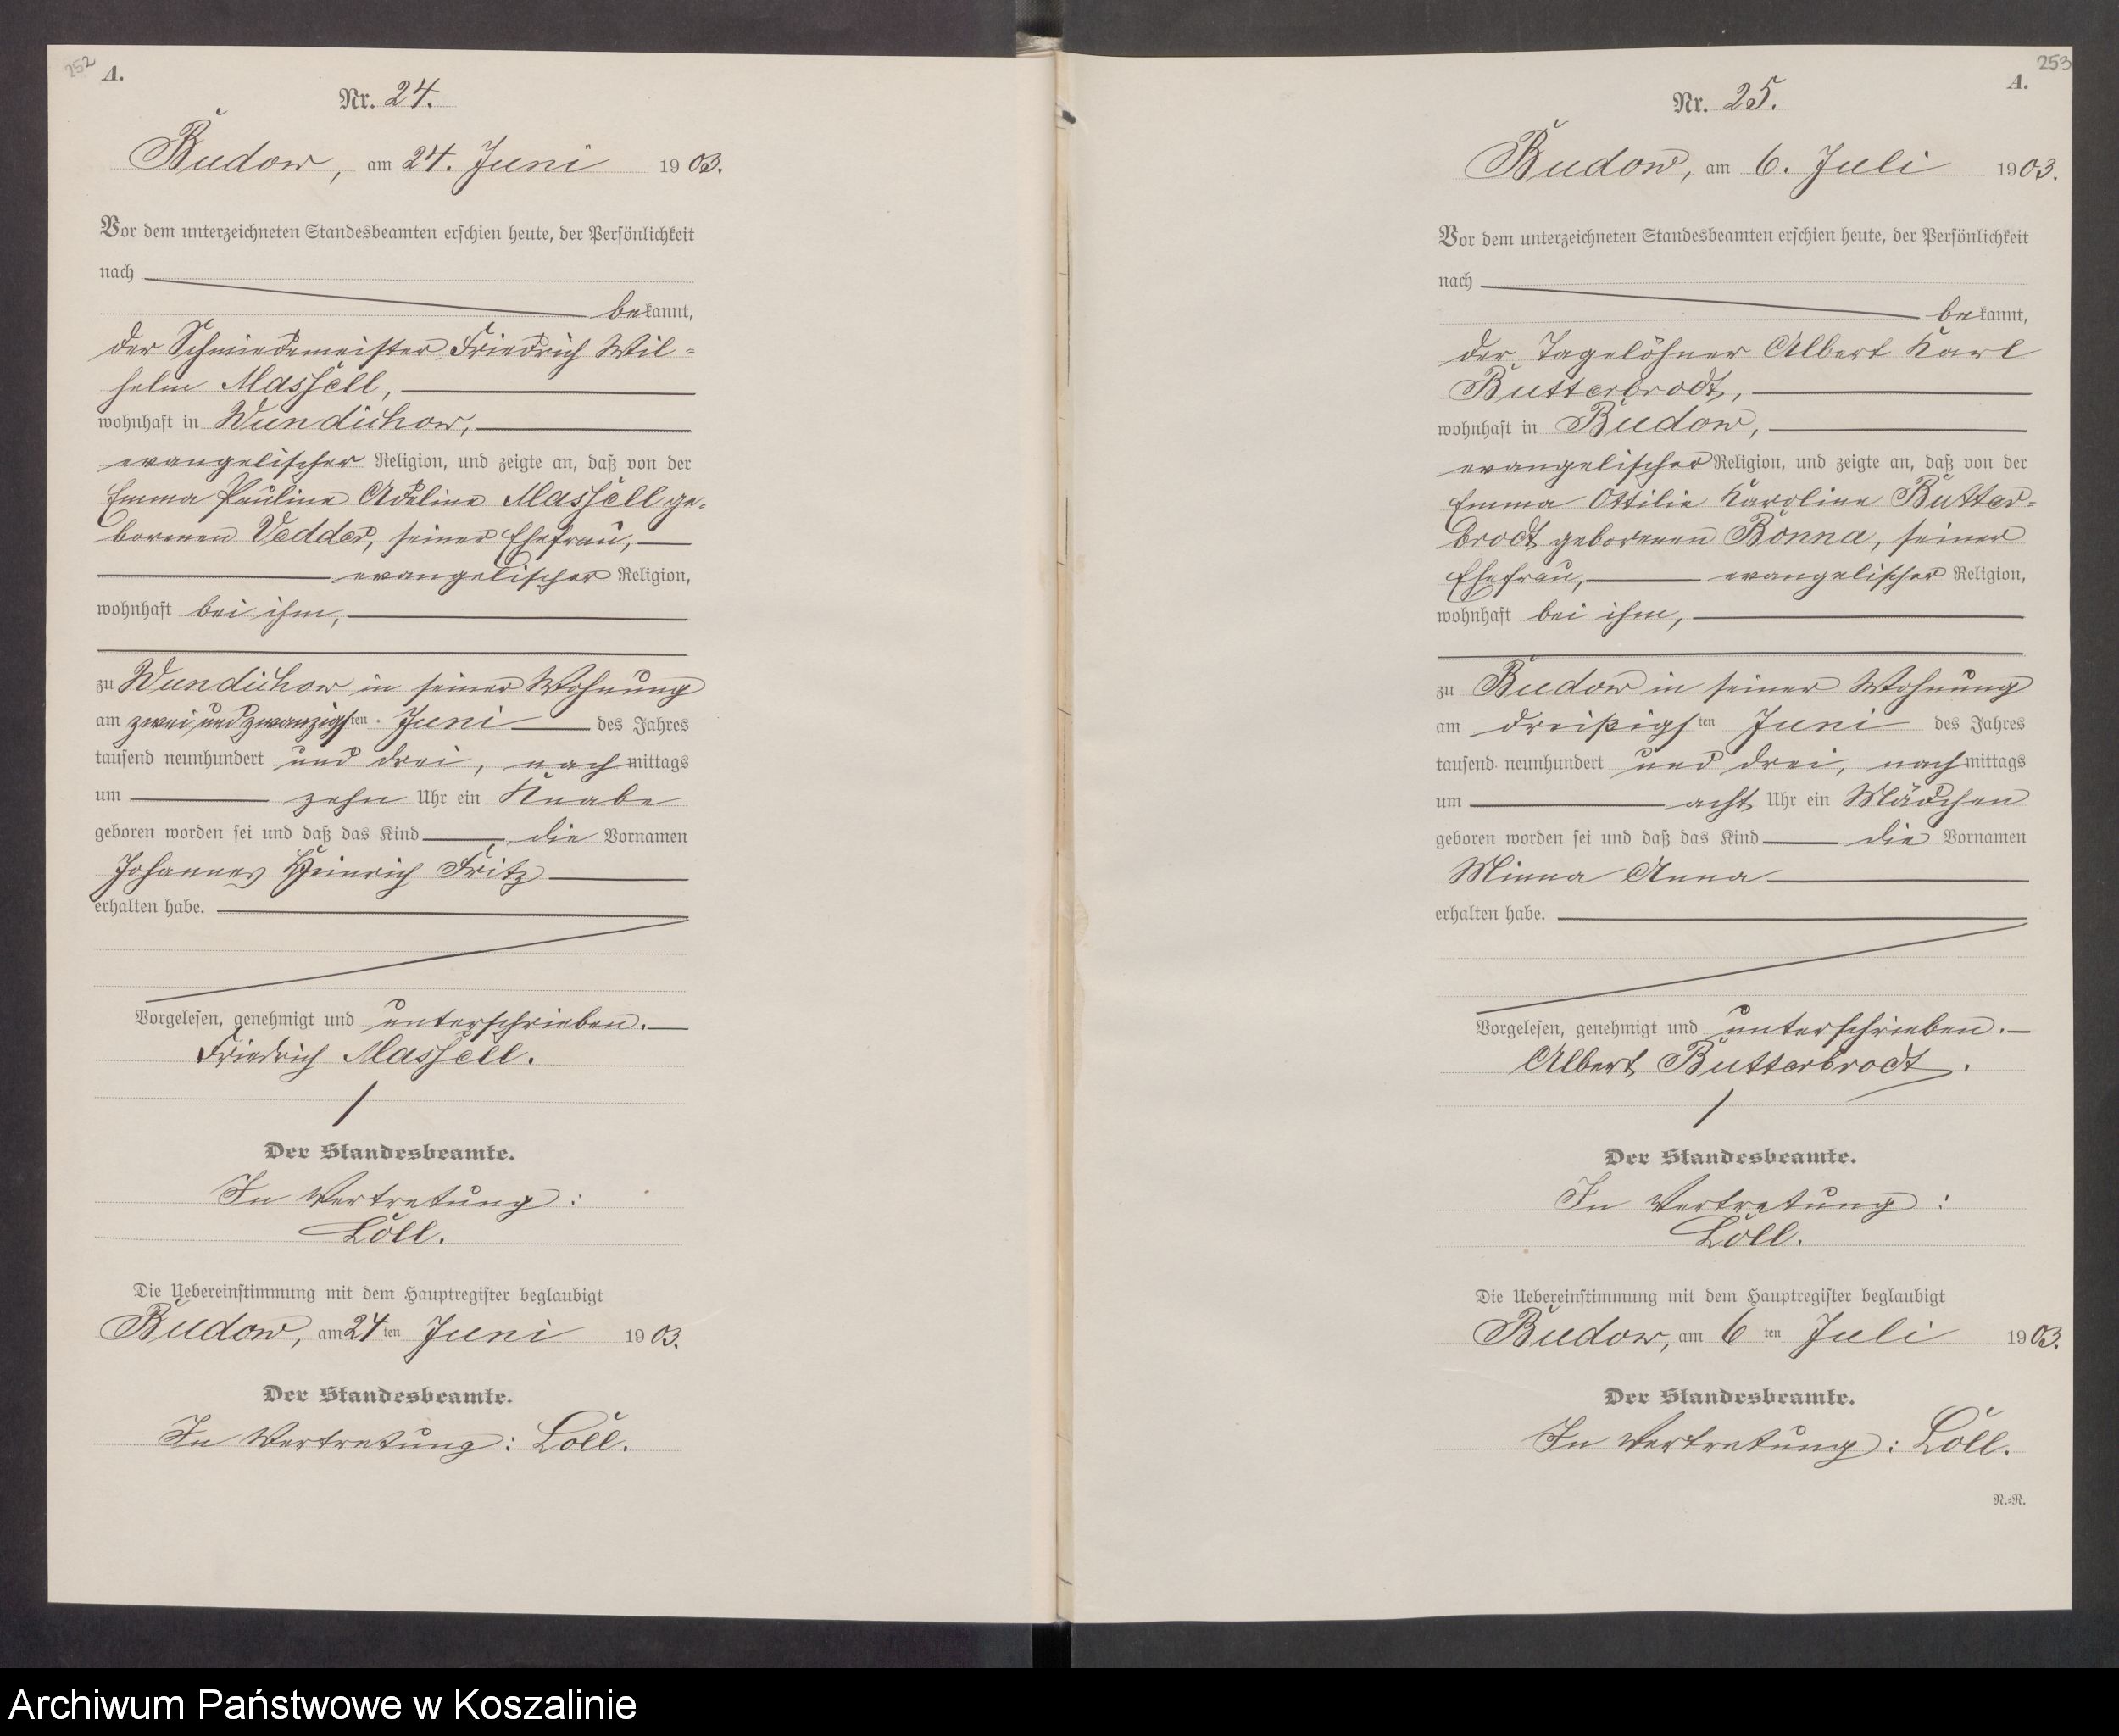 252
A.
Nr. 24.
Budow, am 24. Juni 1903.
Vor dem unterzeichneten Standesbeamten erschien heute, der Persönlichkeit
nach
bekannt,
der Schmiedemeister Friedrich Wil=
helm Massell,
wohnhaft in Wundichow,
evangelischer Religion, und zeigte an, daß von der
Emma Pauline Adeline Massell ge-
borenen Vedder, seiner Ehefrau,
evangelischer Religion,
wohnhaft bei ihm,
zu Wundichow in seiner Wohnung
am zwei und zwanzigsten Juni des Jahres
tausend neunhundert und drei, nachmittags
um zehn Uhr ein Knabe
geboren worden sei und daß das Kind die Vornamen
Johannes Heinrich Fritz
erhalten habe.
Vorgelesen, genehmigt und unterschrieben.
Friedrich Massell.
Der Standesbeamte.
In Vertretung:
Löll.
Die Uebereinstimmung mit dem Hauptregister beglaubigt
Budow, am 24ten Juni 1903.
Der Standesbeamte.
In Vertretung: Löll.
253
A.
Nr. 25.
Budow, am 6. Juli 1903.
Vor dem unterzeichneten Standesbeamten erschien heute, der Persönlichkeit
nach
bekannt,
der Tagelöhner Albert Karl
Butterbrodt,
wohnhaft in Budow,
evangelischer Religion, und zeigte an, daß von der
Emma Ottilie Karoline Butter=
brodt geborenen Bonna, seiner
Ehefrau, evangelischer Religion,
wohnhaft bei ihm,
zu Budow in seiner Wohnung
am dreißigsten Juni des Jahres
tausend neunhundert und drei, nachmittags
um acht Uhr ein Mädchen
geboren worden sei und daß das Kind die Vornamen
Minna Anna
erhalten habe.
Vorgelesen, genehmigt und unterschrieben.
Albert Butterbrodt.
Der Standesbeamte.
In Vertretung:
Löll.
Die Uebereinstimmung mit dem Hauptregister beglaubigt
Budow, am 6ten Juli 1903.
Der Standesbeamte.
In Vertretung: Löll.
N.=R.
Archiwum Państwowe w Koszalinie